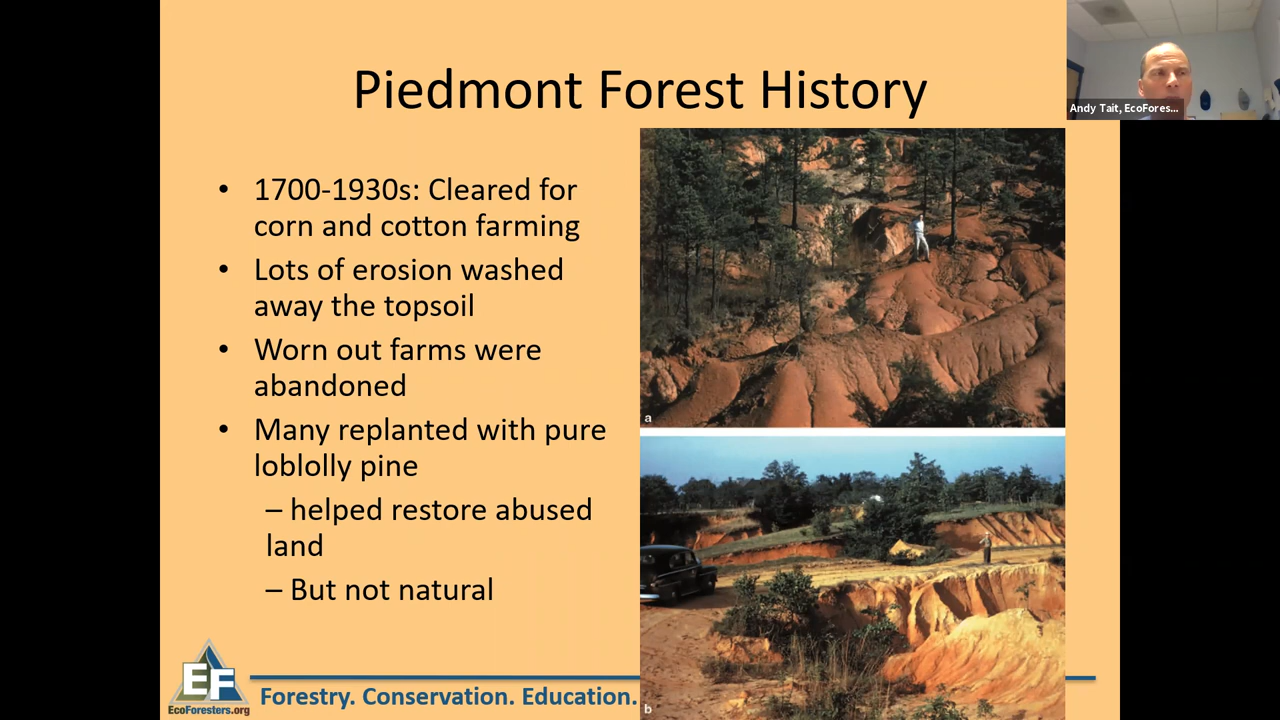 Piedmont Forest History
Andy Tait, EcoFores...
• 1700-1930s: Cleared for
corn and cotton farming
• Lots of erosion washed
away the topsoil
• Worn out farms were
abandoned
• Many replanted with pure
loblolly pine
– helped restore abused
land
– But not natural
a
b
EF
EcoForesters.org
Forestry. Conservation. Education.